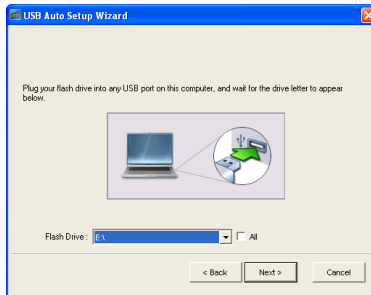 USB Auto Setup Wizard
Plug your flash drive into any USB port on this computer, and wait for the drive letter to appear
below.
Flash Drive : E:\ All
< Back Next > Cancel